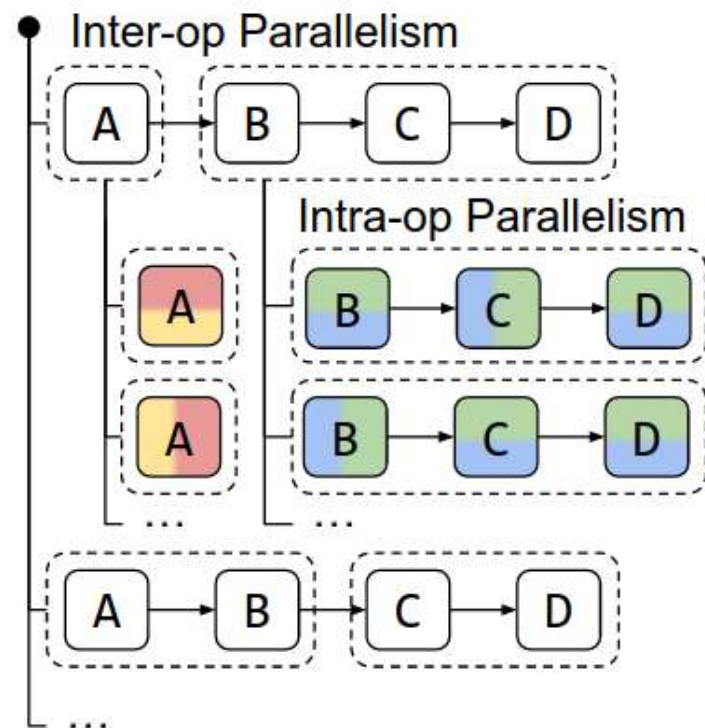 Inter-op Parallelism
A B C D
Intra-op Parallelism
A B C D
A B C D
... ...
A B C D
...